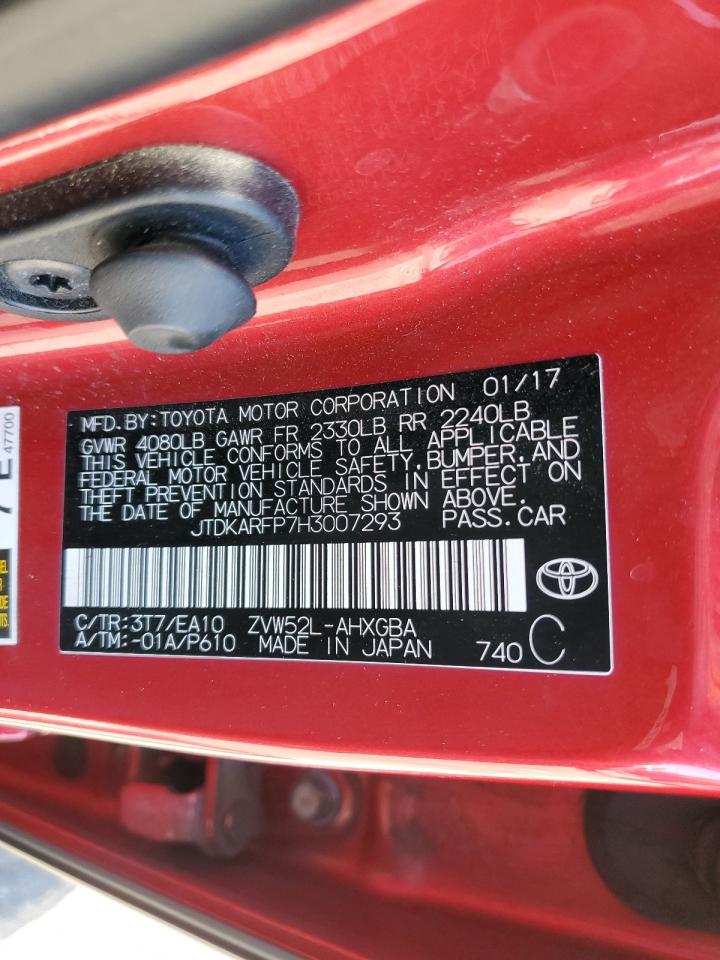 MFD.BY:TOYOTA MOTOR CORPORATION 01/17
GVWR 4080LB GAWR FR 2330LB RR 2240LB
THIS VEHICLE CONFORMS TO ALL APPLICABLE
FEDERAL MOTOR VEHICLE SAFETY,BUMPER,AND
THEFT PREVENTION STANDARDS IN EFFECT ON
THE DATE OF MANUFACTURE SHOWN ABOVE.
JTDKARFP7H3007293 PASS.CAR
C/TR:3T7/EA10 ZVW52L-AHXGBA
A/TM:-01A/P610 MADE IN JAPAN 740 C
7E
47700